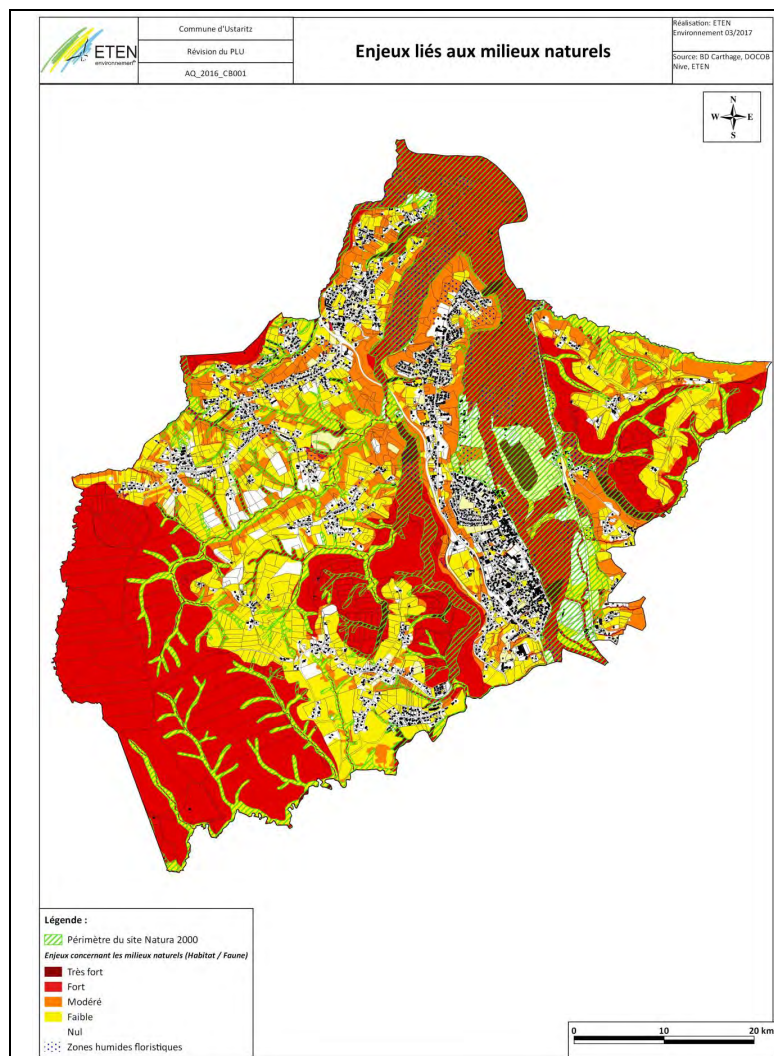 ETEN
environnement
Commune d'Ustaritz
Révision du PLU
AQ_2016_CB001
Enjeux liés aux milieux naturels
Réalisation: ETEN
Environnement 03/2017
Source: BD Carthage, DOCOB
Nive, ETEN
N
W E
S
Légende :
Périmètre du site Natura 2000
Enjeux concernant les milieux naturels (Habitat / Faune)
Très fort
Fort
Modéré
Faible
Nul
Zones humides floristiques
0 10 20 km